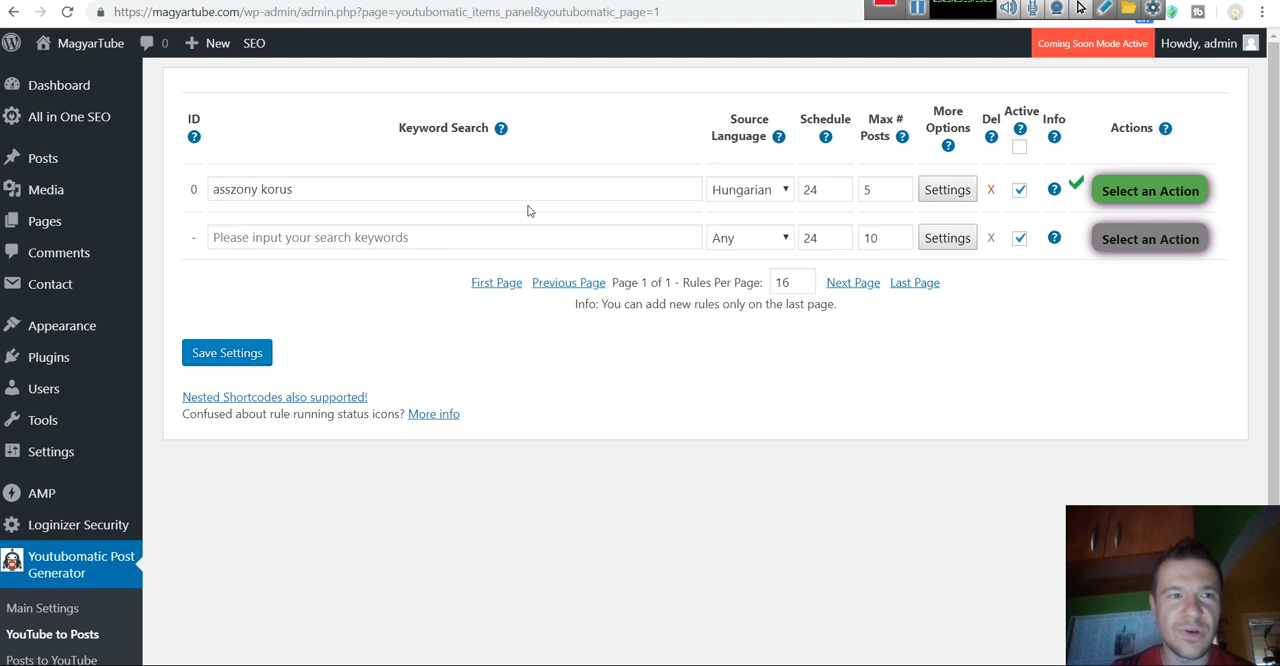 https://magyartube.com/wp-admin/admin.php?page=youtubomatic_items_panel&youtubomatic_page=1
MagyarTube
0
New
SEO
Coming Soon Mode Active
Howdy, admin
Dashboard
All in One SEO
Posts
Media
Pages
Comments
Contact
Appearance
Plugins
Users
Tools
Settings
AMP
Loginizer Security
Youtubomatic Post
Generator
Main Settings
YouTube to Posts
Posts to YouTube
ID
Keyword Search
Source
Language
Schedule
Max #
Posts
More
Options
Del
Active
Info
Actions
0 asszony korus Hungarian 24 5 Settings X Select an Action
- Please input your search keywords Any 24 10 Settings X Select an Action
First Page Previous Page Page 1 of 1 - Rules Per Page: 16 Next Page Last Page
Info: You can add new rules only on the last page.
Save Settings
Nested Shortcodes also supported!
Confused about rule running status icons? More info